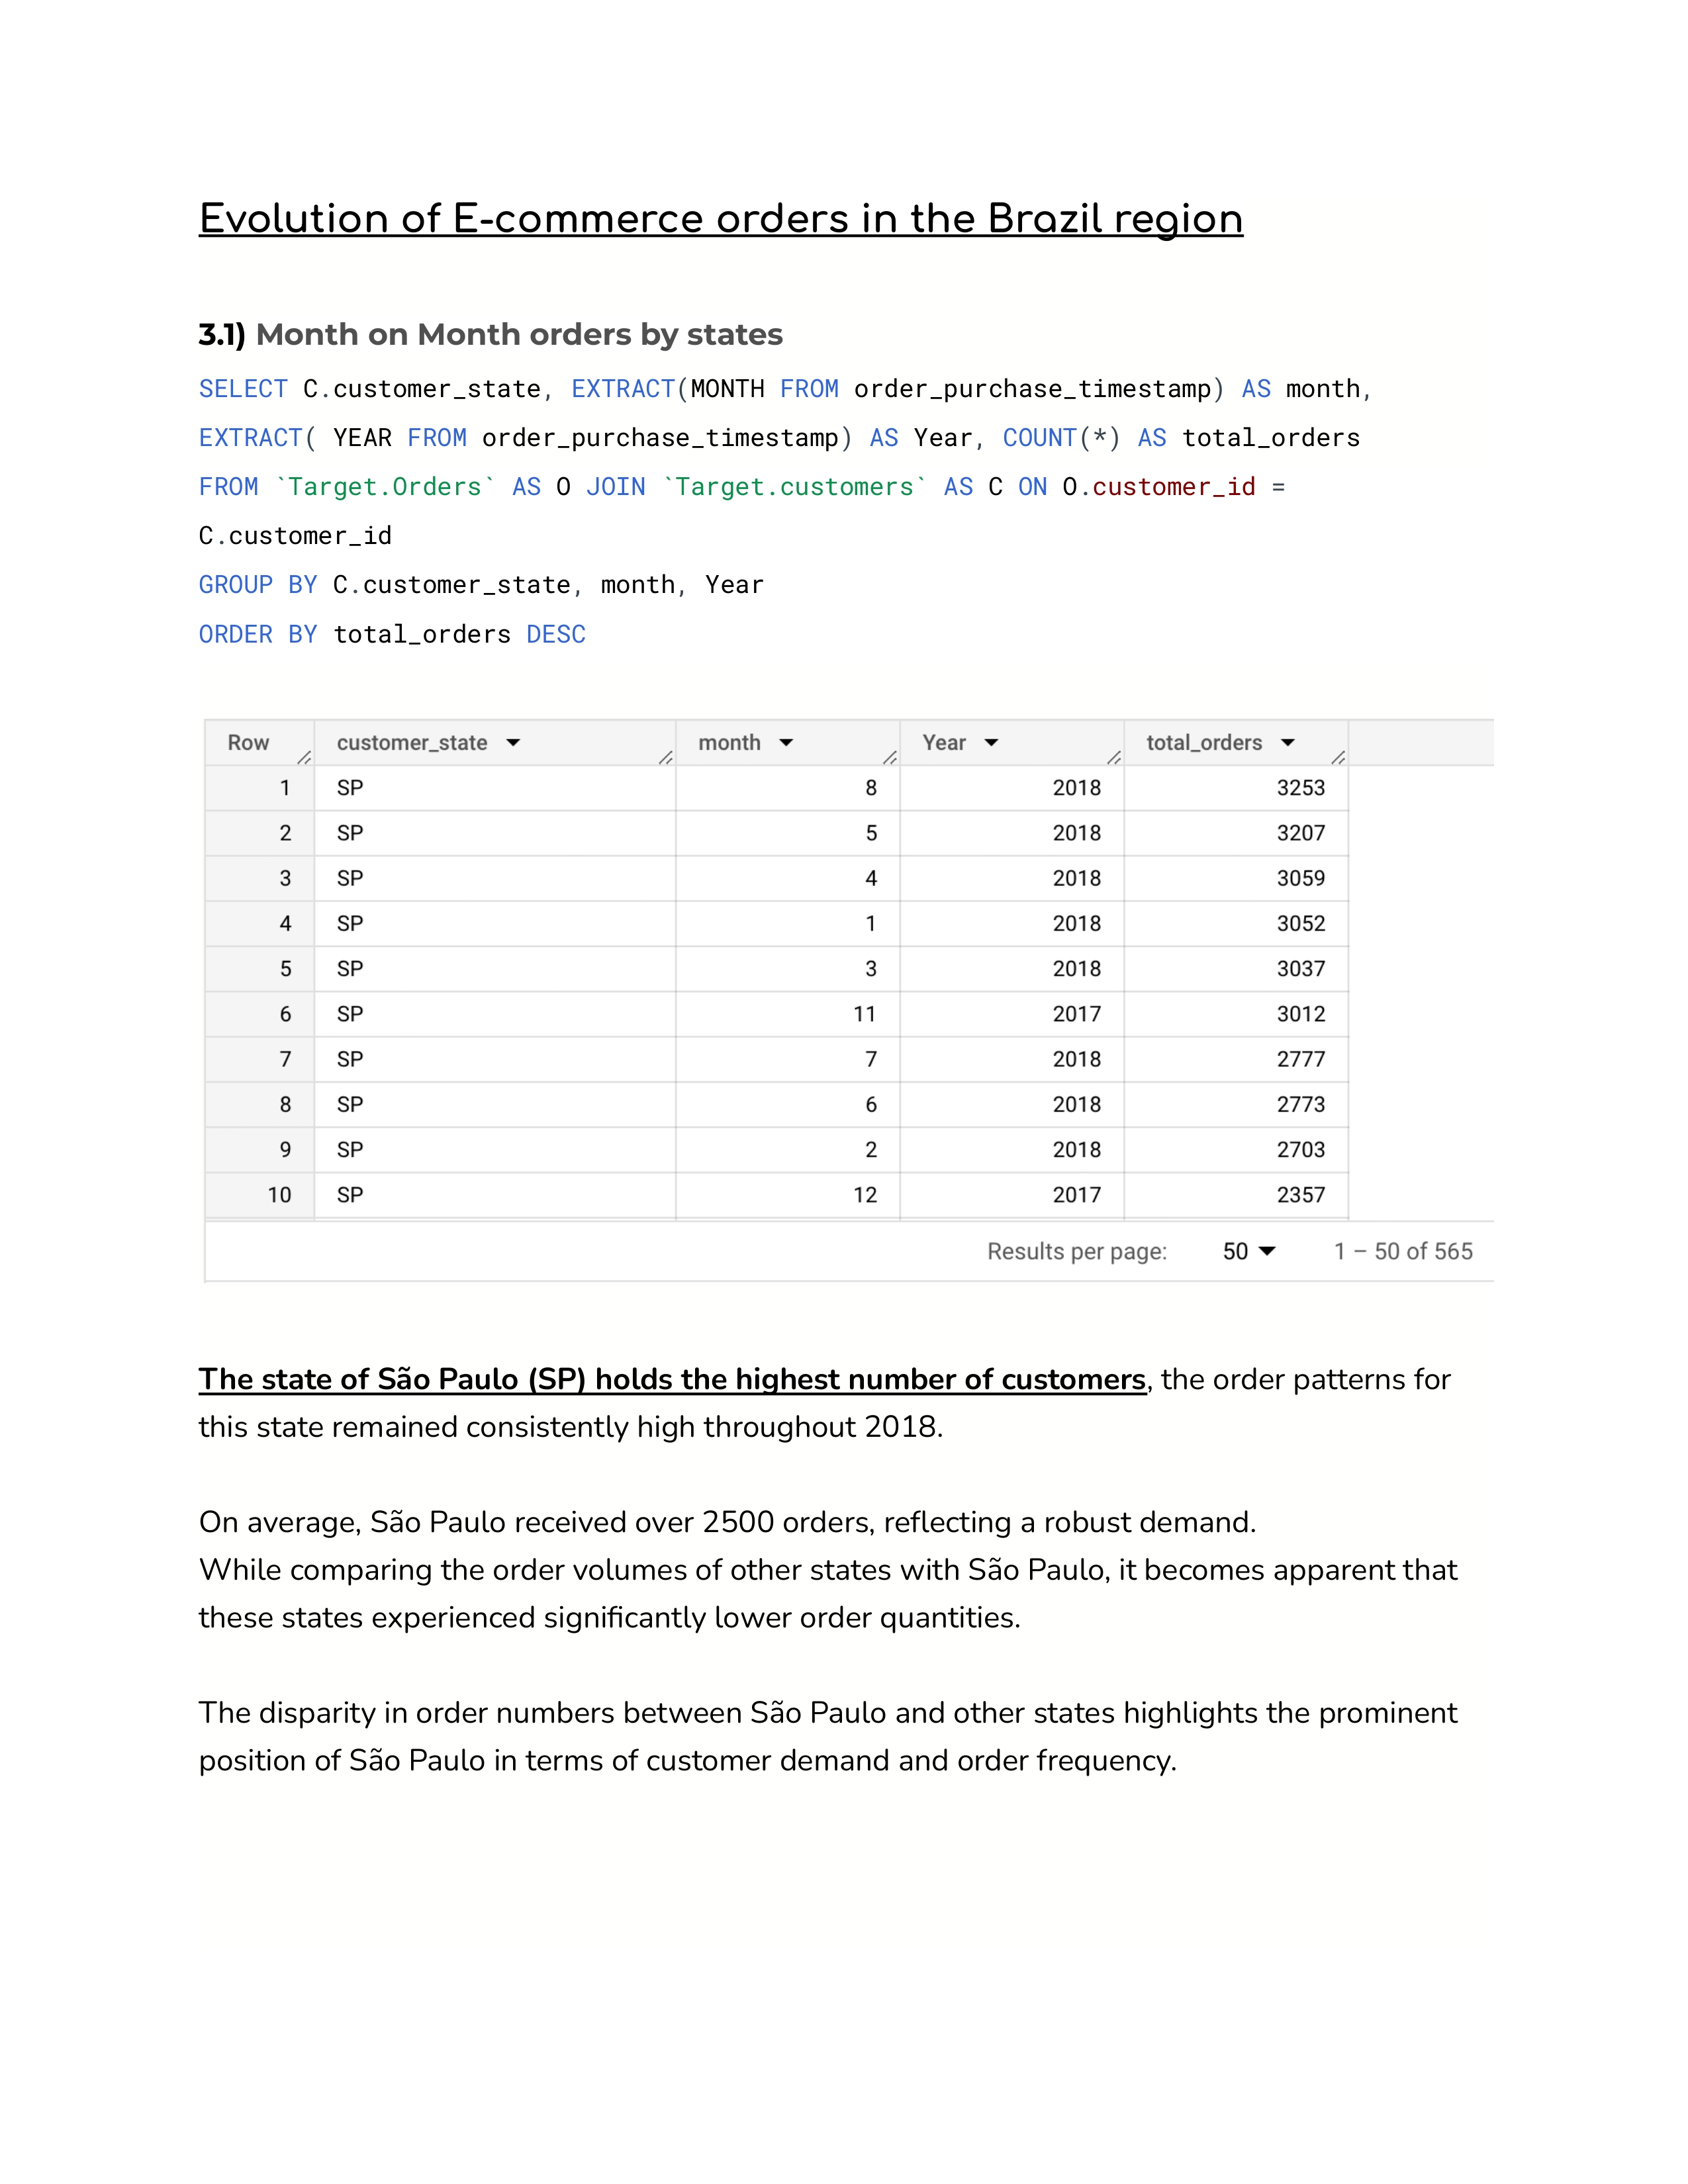 Evolution of E-commerce orders in the Brazil region
3.1) Month on Month orders by states
SELECT C.customer_state, EXTRACT(MONTH FROM order_purchase_timestamp) AS month,
EXTRACT( YEAR FROM order_purchase_timestamp) AS Year, COUNT(*) AS total_orders
FROM `Target.Orders` AS O JOIN `Target.customers` AS C ON O.customer_id =
C.customer_id
GROUP BY C.customer_state, month, Year
ORDER BY total_orders DESC
Row customer_state month Year total_orders
1 SP 8 2018 3253
2 SP 5 2018 3207
3 SP 4 2018 3059
4 SP 1 2018 3052
5 SP 3 2018 3037
6 SP 11 2017 3012
7 SP 7 2018 2777
8 SP 6 2018 2773
9 SP 2 2018 2703
10 SP 12 2017 2357
Results per page: 50 1 – 50 of 565
The state of São Paulo (SP) holds the highest number of customers, the order patterns for
this state remained consistently high throughout 2018.
On average, São Paulo received over 2500 orders, reflecting a robust demand.
While comparing the order volumes of other states with São Paulo, it becomes apparent that
these states experienced significantly lower order quantities.
The disparity in order numbers between São Paulo and other states highlights the prominent
position of São Paulo in terms of customer demand and order frequency.